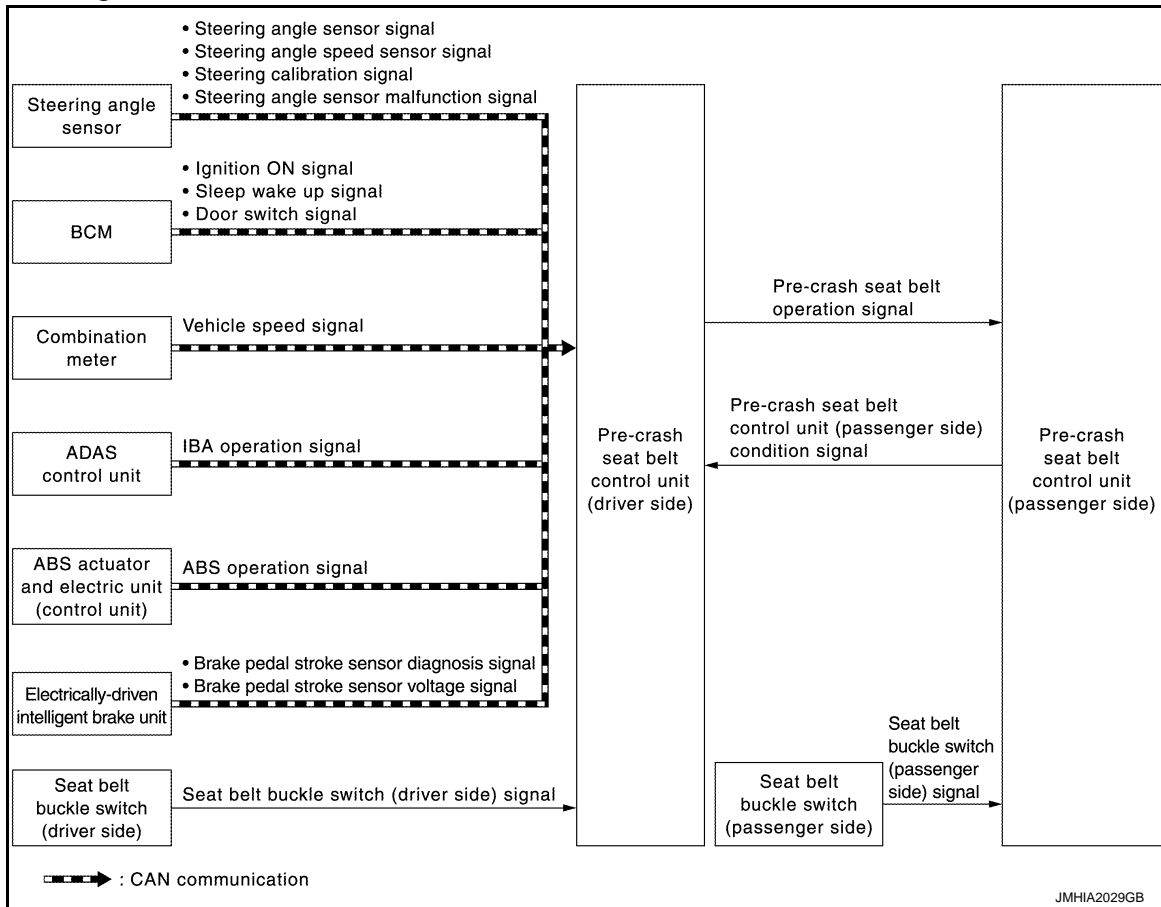 • Steering angle sensor signal
• Steering angle speed sensor signal
• Steering calibration signal
• Steering angle sensor malfunction signal
Steering angle
sensor
• Ignition ON signal
• Sleep wake up signal
• Door switch signal
BCM
Vehicle speed signal
Combination
meter
IBA operation signal
ADAS
control unit
ABS operation signal
ABS actuator
and electric unit
(control unit)
• Brake pedal stroke sensor diagnosis signal
• Brake pedal stroke sensor voltage signal
Electrically-driven
intelligent brake unit
Seat belt
buckle switch
(driver side)
Seat belt buckle switch (driver side) signal
Pre-crash
seat belt
control unit
(driver side)
Pre-crash seat belt
operation signal
Pre-crash seat belt
control unit (passenger side)
condition signal
Pre-crash
seat belt
control unit
(passenger side)
Seat belt
buckle switch
(passenger side)
Seat belt
buckle switch
(passenger
side) signal
: CAN communication
JMHIA2029GB